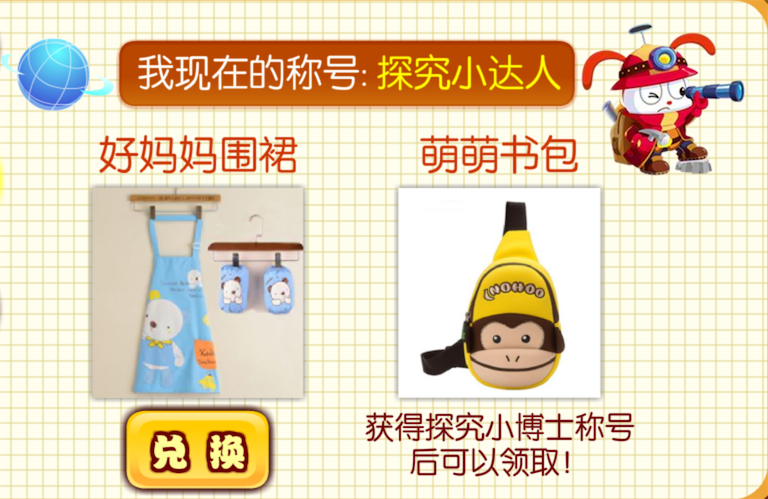 我现在的称号: 探究小达人
好妈妈围裙
萌萌书包
UNOHOO
兑 换
获得探究小博士称号
后可以领取!